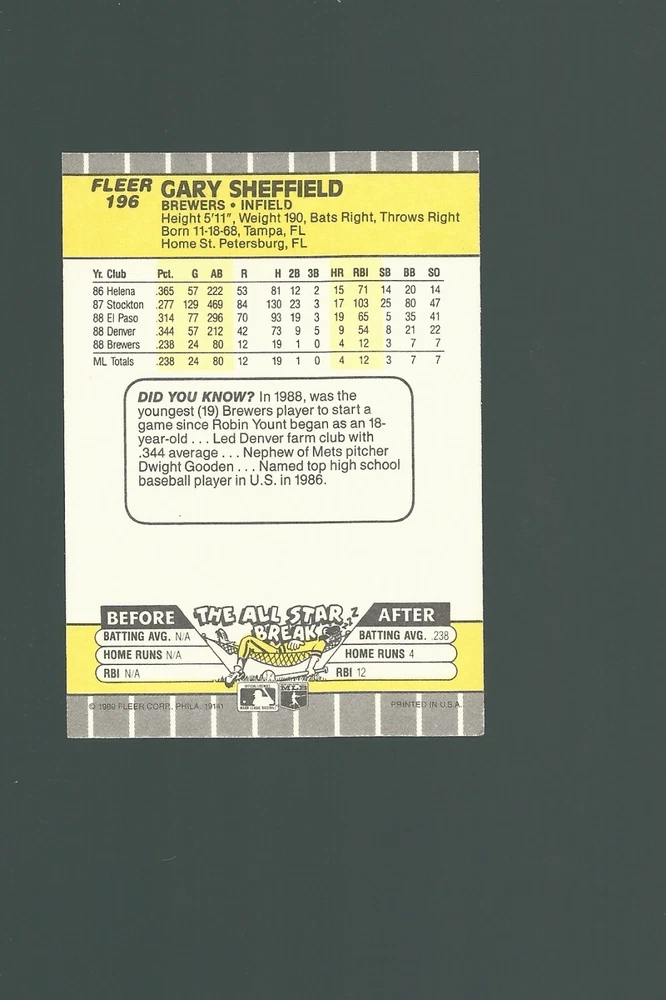 FLEER
196
GARY SHEFFIELD
BREWERS • INFIELD
Height 5'11", Weight 190, Bats Right, Throws Right
Born 11-18-68, Tampa, FL
Home St. Petersburg, FL
Yr. Club Pct. G AB R H 2B 3B HR RBI SB BB SO
86 Helena .365 57 222 53 81 12 2 15 71 14 20 14
87 Stockton .277 129 469 84 130 23 3 17 103 25 80 47
88 El Paso .314 77 296 70 93 19 3 19 65 5 35 41
88 Denver .344 57 212 42 73 9 5 9 54 8 21 22
88 Brewers .238 24 80 12 19 1 0 4 12 3 7 7
ML Totals .238 24 80 12 19 1 0 4 12 3 7 7
DID YOU KNOW? In 1988, was the
youngest (19) Brewers player to start a
game since Robin Yount began as an 18-
year-old . . . Led Denver farm club with
.344 average . . . Nephew of Mets pitcher
Dwight Gooden . . . Named top high school
baseball player in U.S. in 1986.
BEFORE THE ALL STAR BREAK AFTER
BATTING AVG. N/A BATTING AVG. .238
HOME RUNS N/A HOME RUNS 4
RBI N/A RBI 12
© 1989 FLEER CORP., PHILA. 19141 PRINTED IN U.S.A.